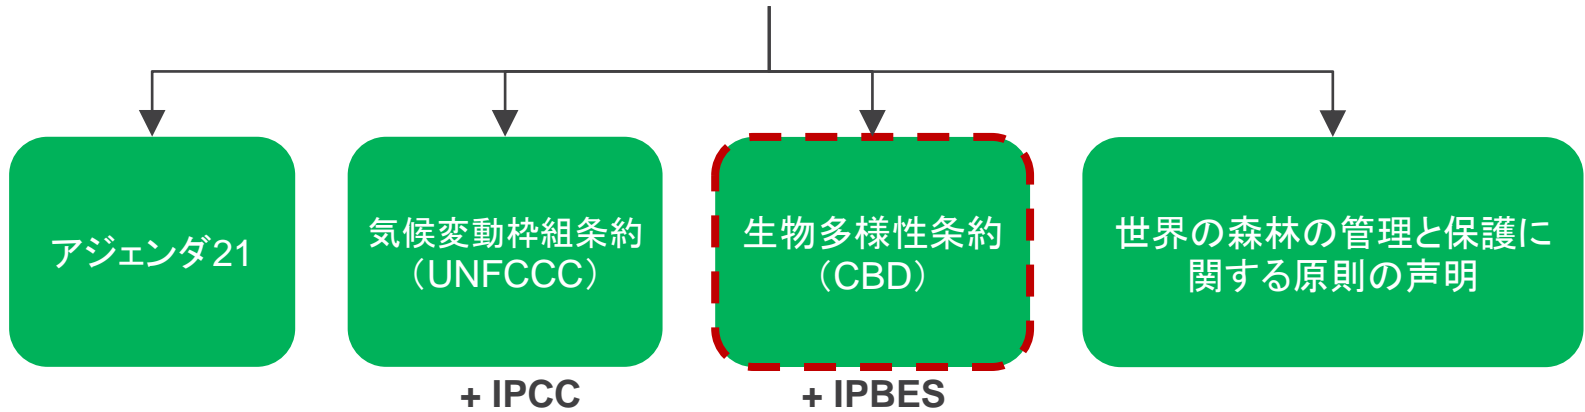 アジェンダ21
気候変動枠組条約
（UNFCCC）
生物多様性条約
（CBD）
世界の森林の管理と保護に
関する原則の声明
+ IPCC
+ IPBES